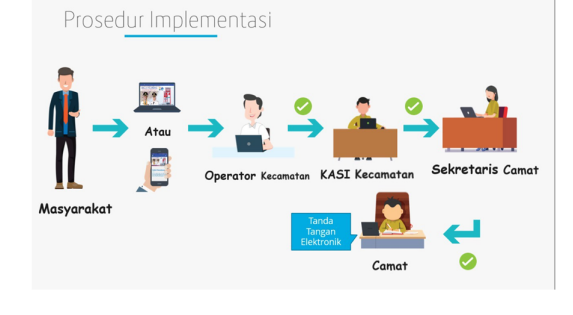 Prosedur Implementasi
Atau
Masyarakat
Operator Kecamatan
KASI Kecamatan
Sekretaris Camat
Tanda
Tangan
Elektronik
Camat